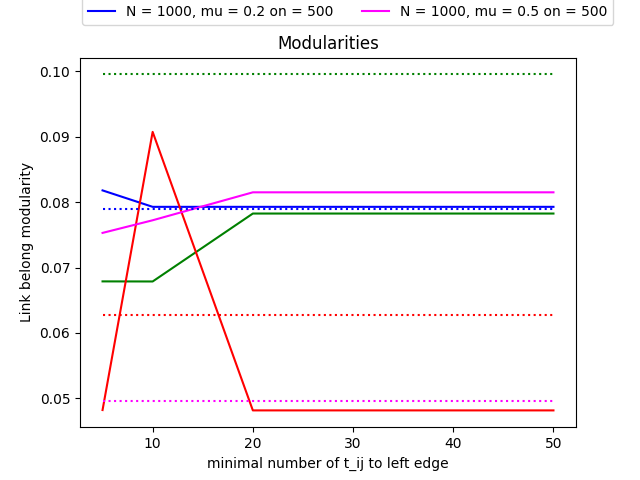 N = 1000, mu = 0.2 on = 500 N = 1000, mu = 0.5 on = 500
Modularities
0.10
0.09
0.08
0.07
0.06
0.05
Link belong modularity
10 20 30 40 50
minimal number of t_ij to left edge